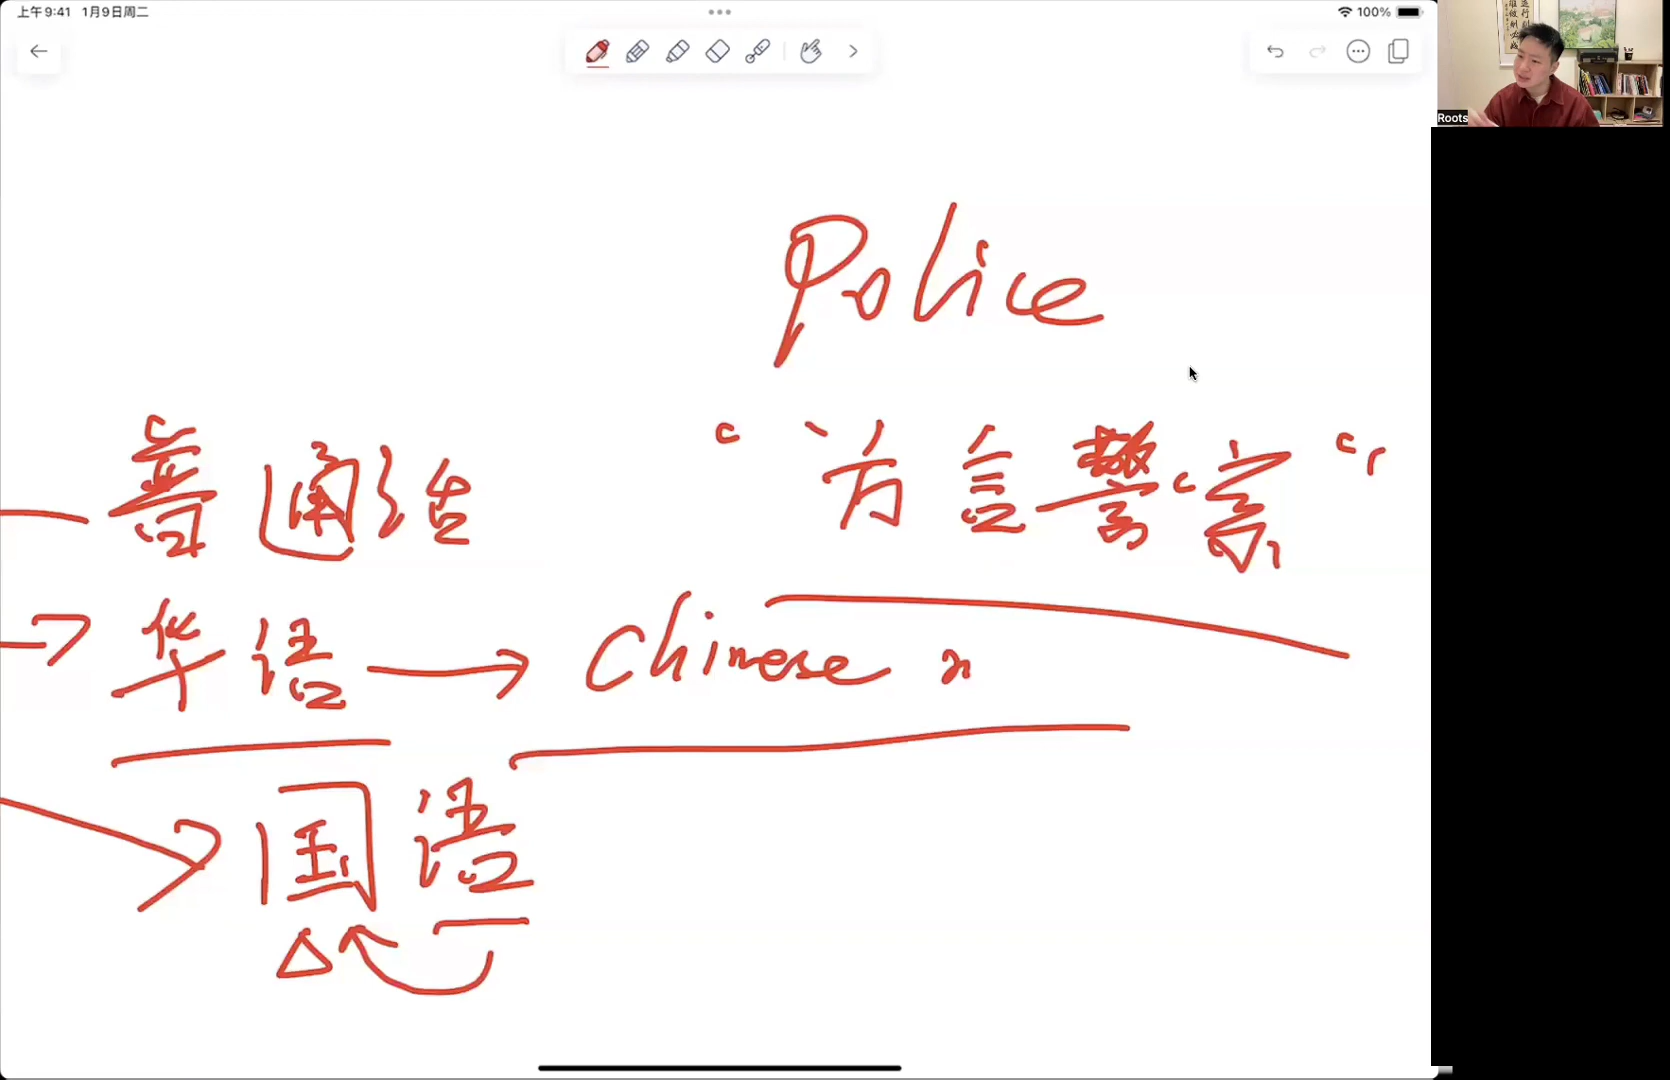 上午9:41 1月9日周二
100%
Roots
Police
普通话
“方言警察”
华语 → Chinese
国语